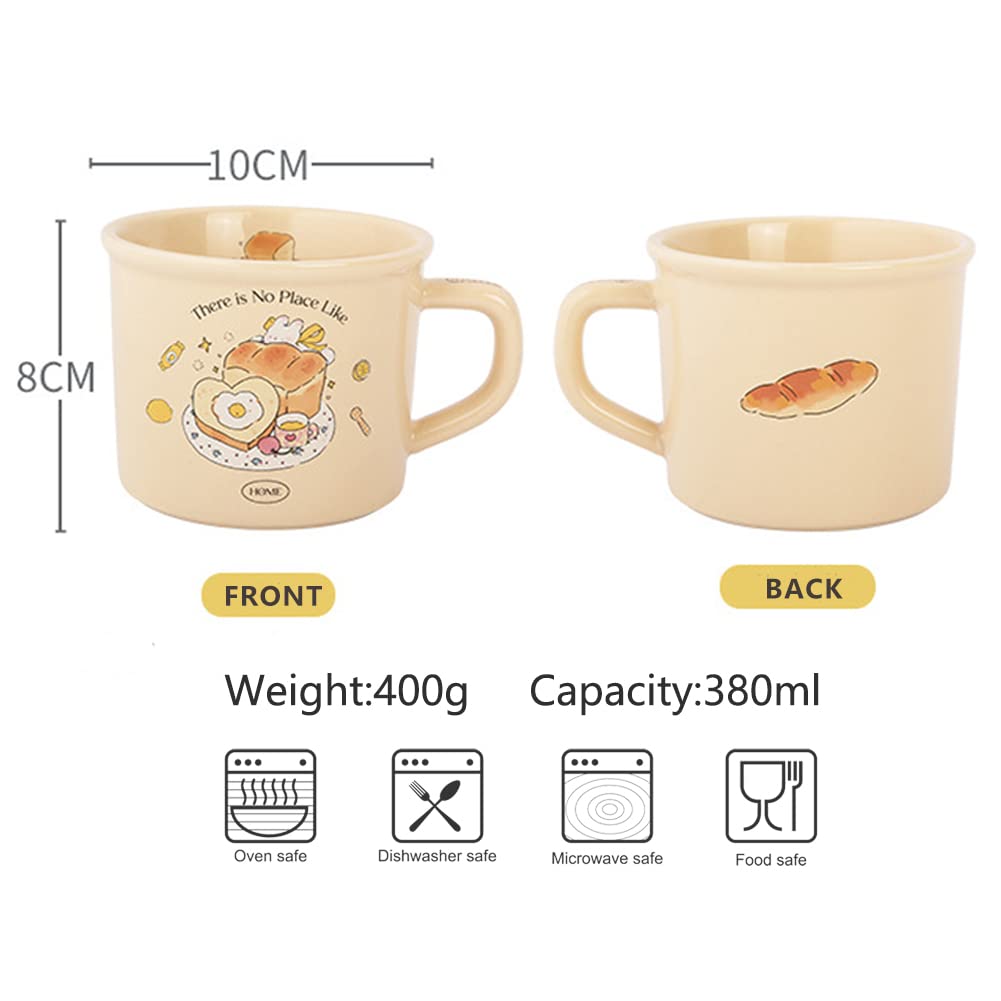 10CM
8CM
There is No Place Like
HOME
FRONT
BACK
Weight:400g
Capacity:380ml
Oven safe
Dishwasher safe
Microwave safe
Food safe